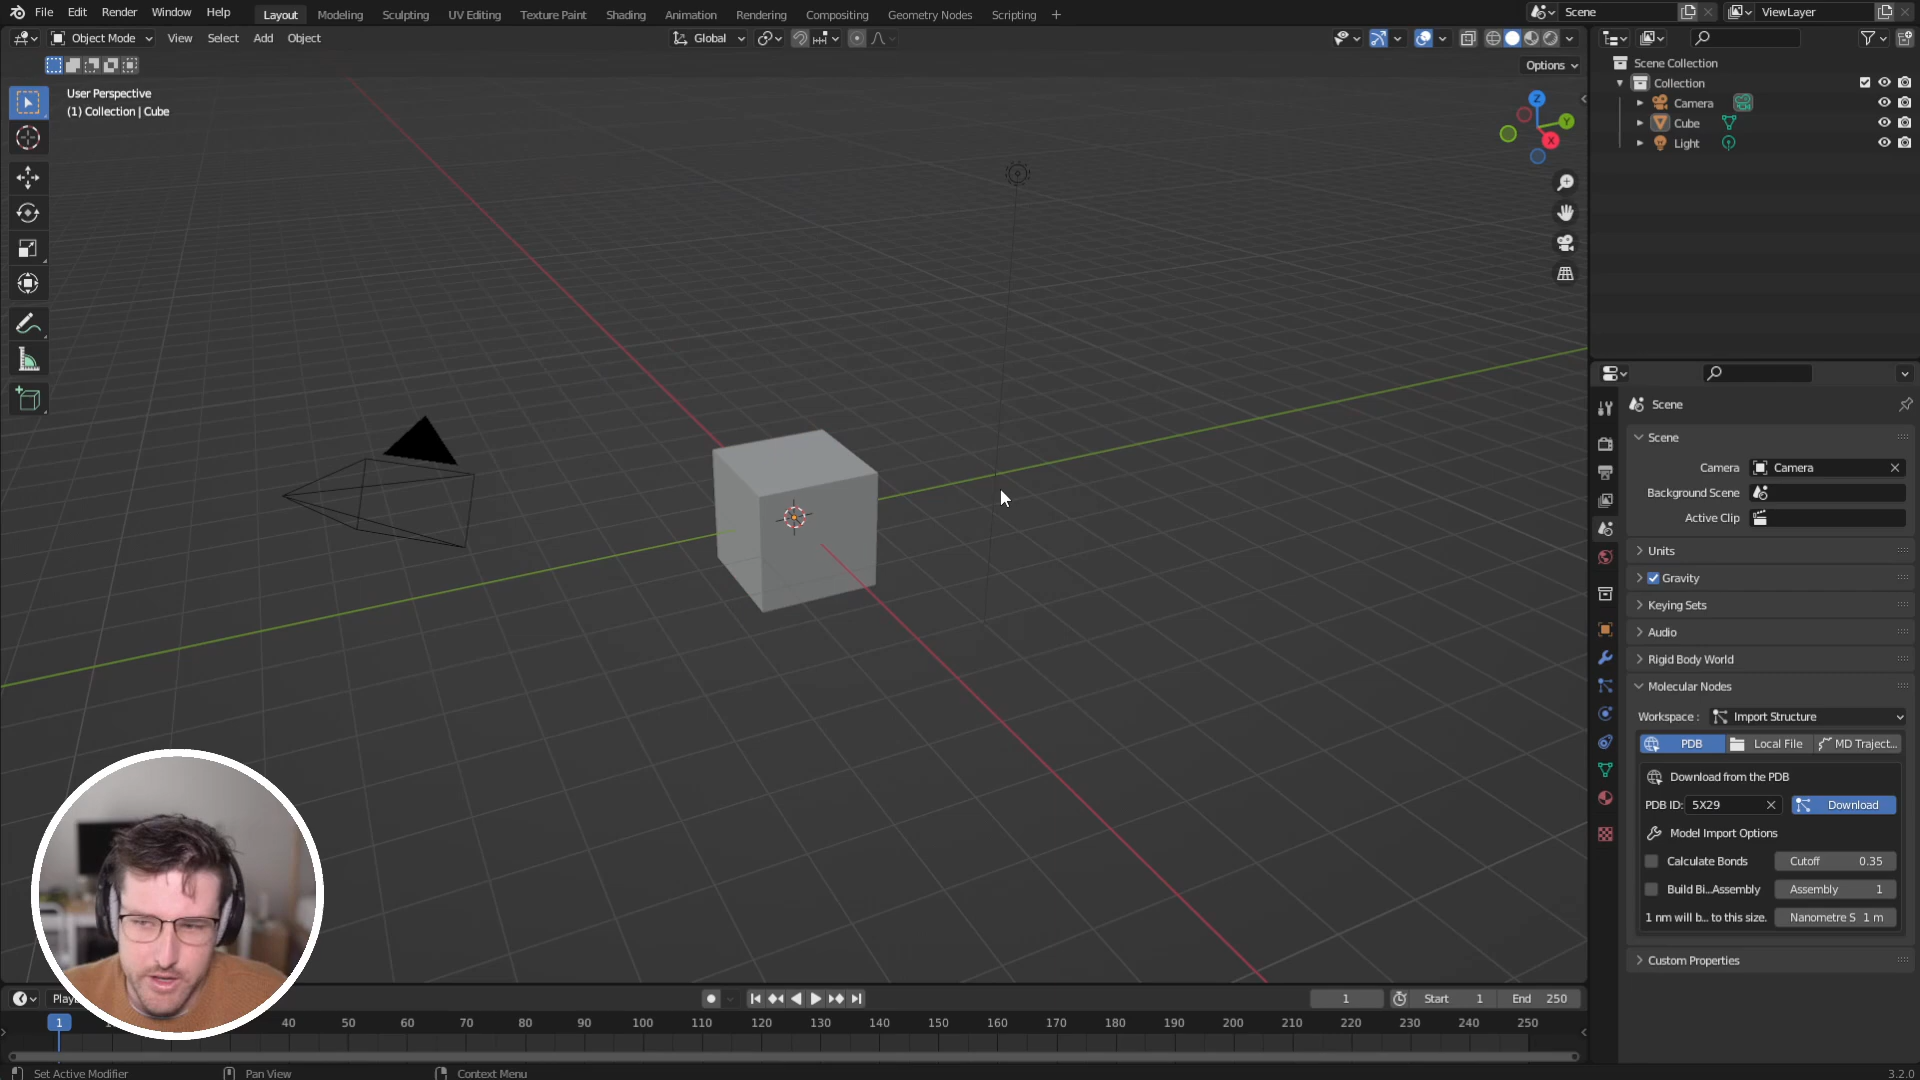 File Edit Render Window Help Layout Modeling Sculpting UV Editing Texture Paint Shading Animation Rendering Compositing Geometry Nodes Scripting + Scene ViewLayer
Object Mode View Select Add Object Global
Options
User Perspective
(1) Collection | Cube
Z
Y
X
Scene Collection
Collection
Camera
Cube
Light
Scene
Scene
Camera Camera
Background Scene
Active Clip
Units
Gravity
Keying Sets
Audio
Rigid Body World
Molecular Nodes
Workspace : Import Structure
PDB Local File MD Traject...
Download from the PDB
PDB ID: 5X29 Download
Model Import Options
Calculate Bonds Cutoff 0.35
Build Bi...Assembly Assembly 1
1 nm will b... to this size. Nanometre S 1 m
Custom Properties
1 Start 1 End 250
1 40 50 60 70 80 90 100 110 120 130 140 150 160 170 180 190 200 210 220 230 240 250
Set Active Modifier Pan View Context Menu 3.2.0